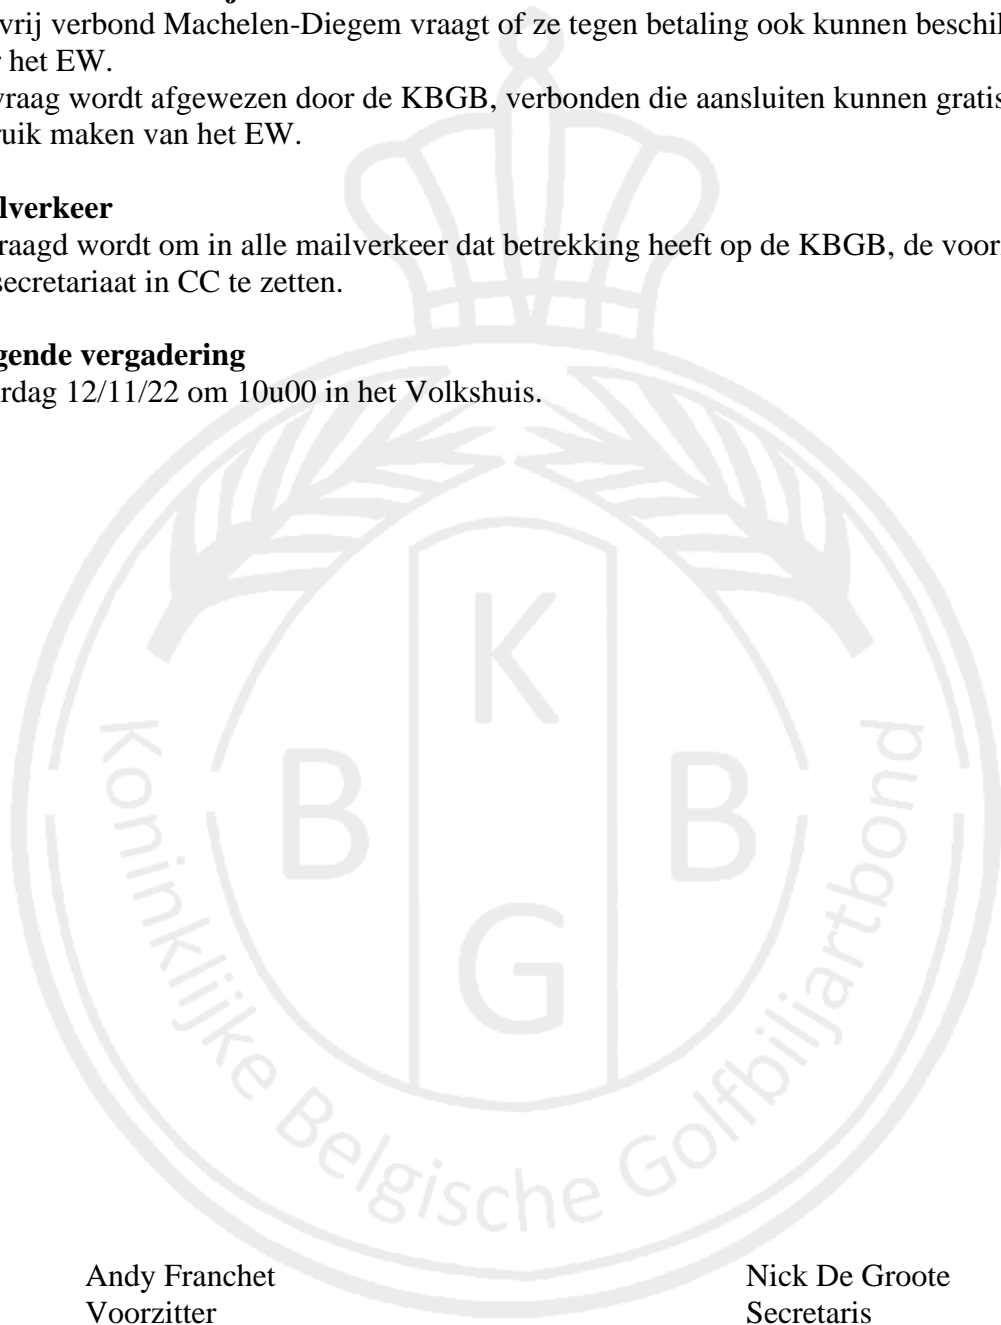 vrij verbond Machelen-Diegem vraagt of ze tegen betaling ook kunnen beschi
het EW.
wordt afgewezen door de KBGB, verbonden die aansluiten kunnen gratis
maken van het EW.
lverkeer
raagd wordt om in alle mailverkeer dat betrekking heeft op de KBGB, de voor
secretariaat in CC te zetten.
gende vergadering
rdag 12/11/22 om 10u00 in het Volkshuis.
K
B B
G
Koninklijke Belgische Golfbiljartbond
Andy Franchet Nick De Groote
Voorzitter Secretaris